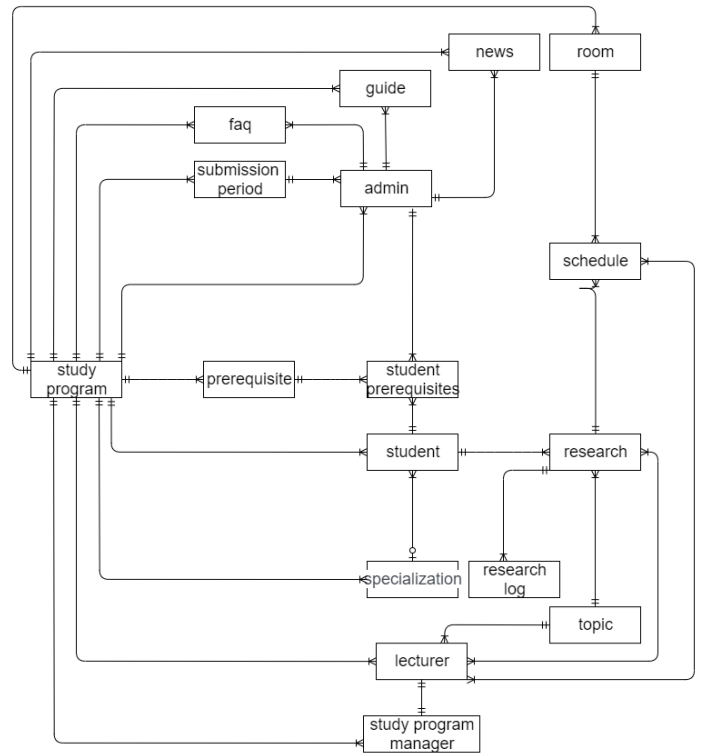 news
room
guide
faq
submission
period
admin
schedule
study
program
prerequisite
student
prerequisites
student
research
specialization
research
log
topic
lecturer
study program
manager